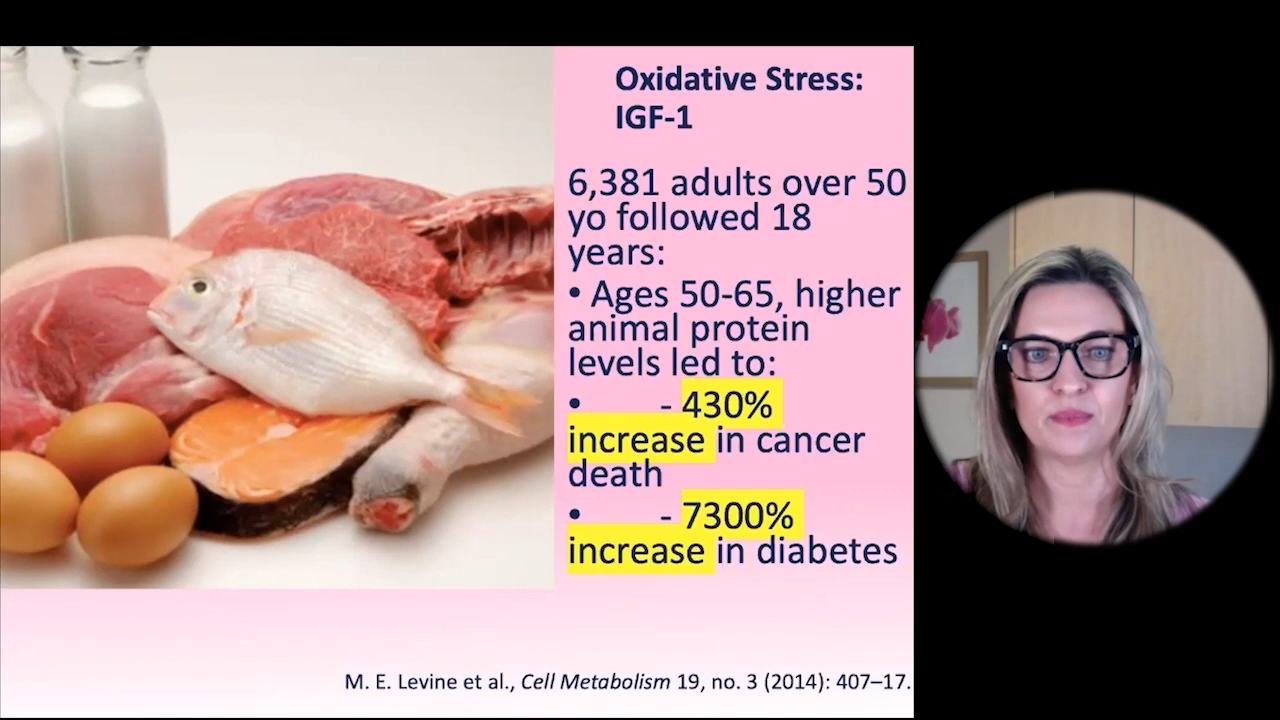 Oxidative Stress:
IGF-1
6,381 adults over 50
yo followed 18
years:
• Ages 50-65, higher
animal protein
levels led to:
• - 430%
increase in cancer
death
• - 7300%
increase in diabetes
M. E. Levine et al., Cell Metabolism 19, no. 3 (2014): 407–17.